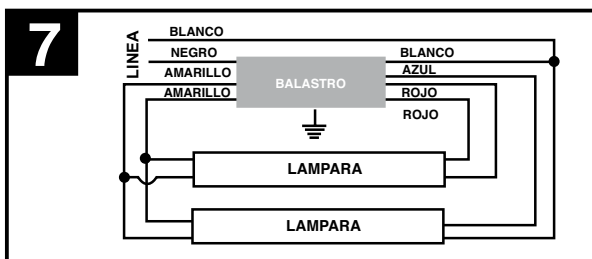 7
LINEA
BLANCO
NEGRO
BLANCO
AMARILLO
BALASTRO
AZUL
AMARILLO
ROJO
ROJO
LAMPARA
LAMPARA